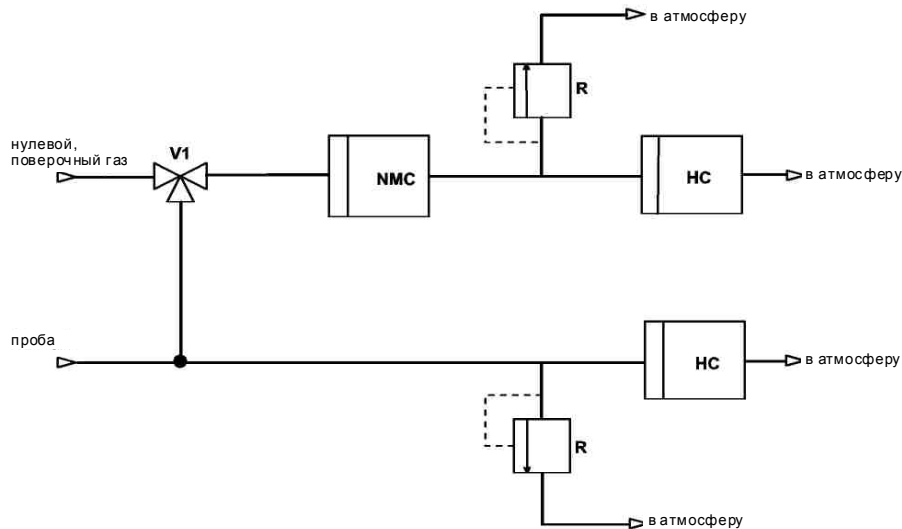 в атмосферу
R
нулевой,
поверочный газ
V1
NMC
HC
в атмосферу
проба
HC
в атмосферу
R
в атмосферу